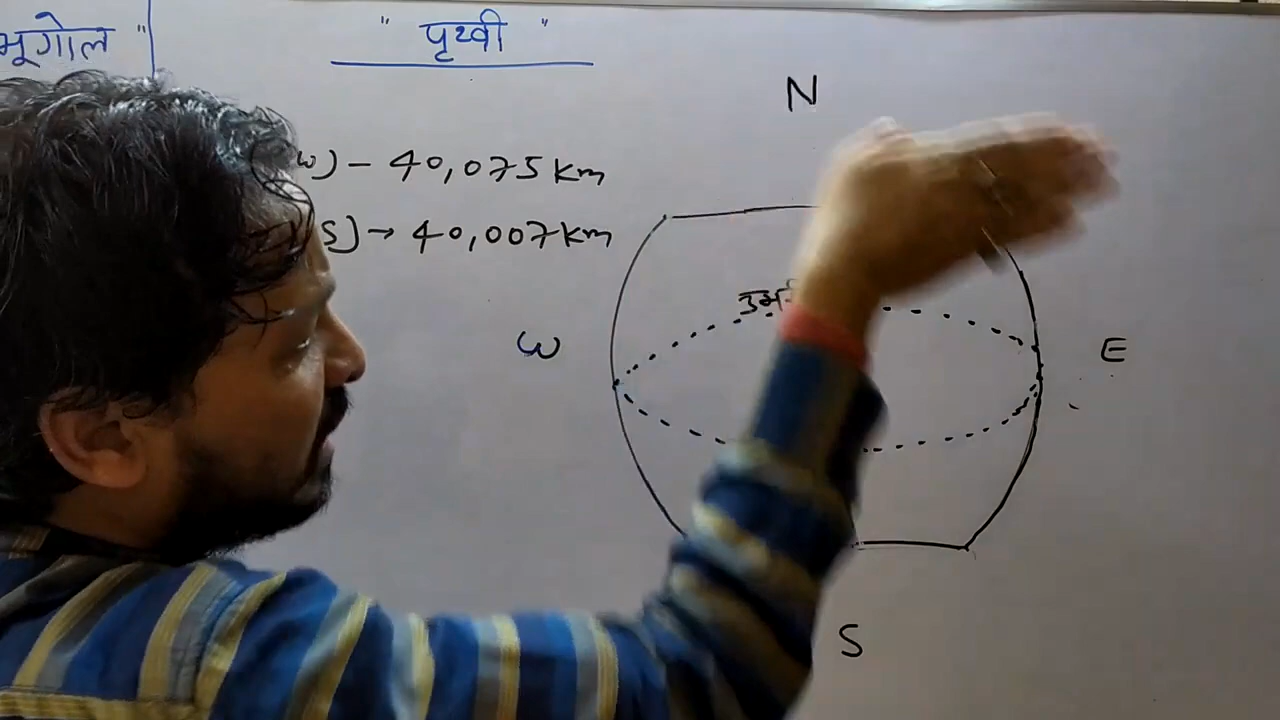 भूगोल "
" पृथ्वी "
N
W) – 40,075 Km
S) → 40,007 Km
W
E
S